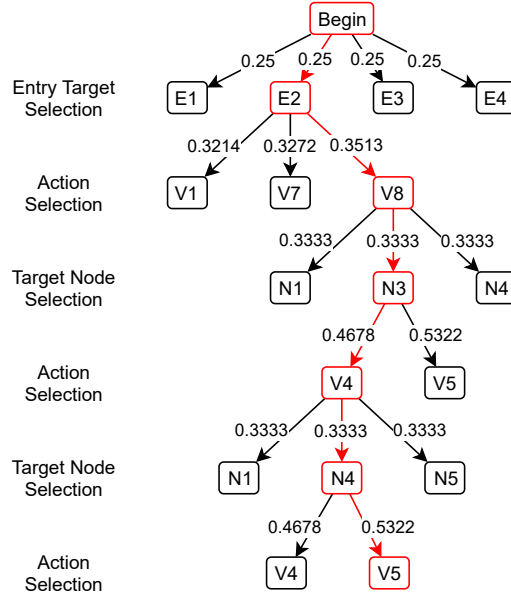 Begin
0.25 0.25 0.25 0.25
Entry Target
Selection
E1 E2 E3 E4
0.3214 0.3272 0.3513
Action
Selection
V1 V7 V8
0.3333 0.3333 0.3333
Target Node
Selection
N1 N3 N4
0.4678 0.5322
Action
Selection
V4 V5
0.3333 0.3333 0.3333
Target Node
Selection
N1 N4 N5
0.4678 0.5322
Action
Selection
V4 V5